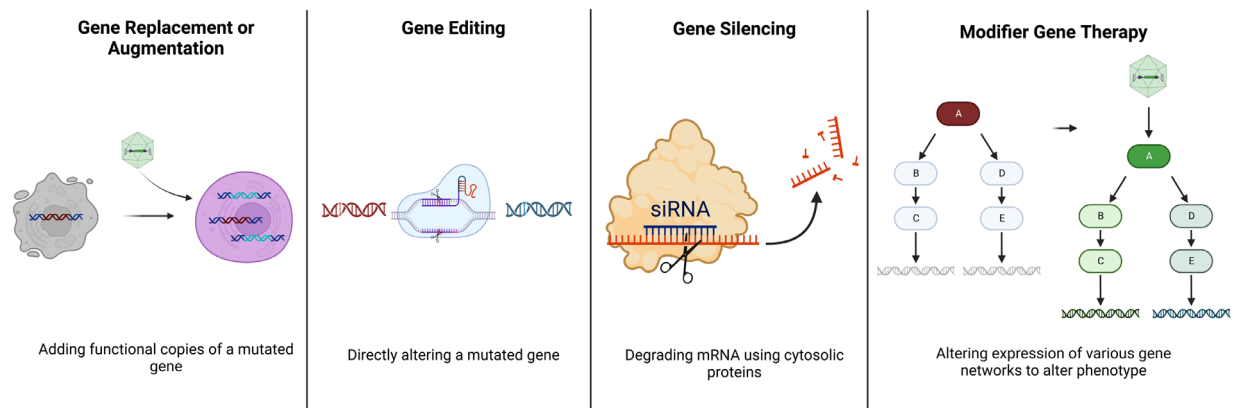 Gene Replacement or
Augmentation
Adding functional copies of a mutated
gene
Gene Editing
Directly altering a mutated gene
Gene Silencing
siRNA
Degrading mRNA using cytosolic
proteins
Modifier Gene Therapy
A
B
D
C
E
A
B
D
C
E
Altering expression of various gene
networks to alter phenotype